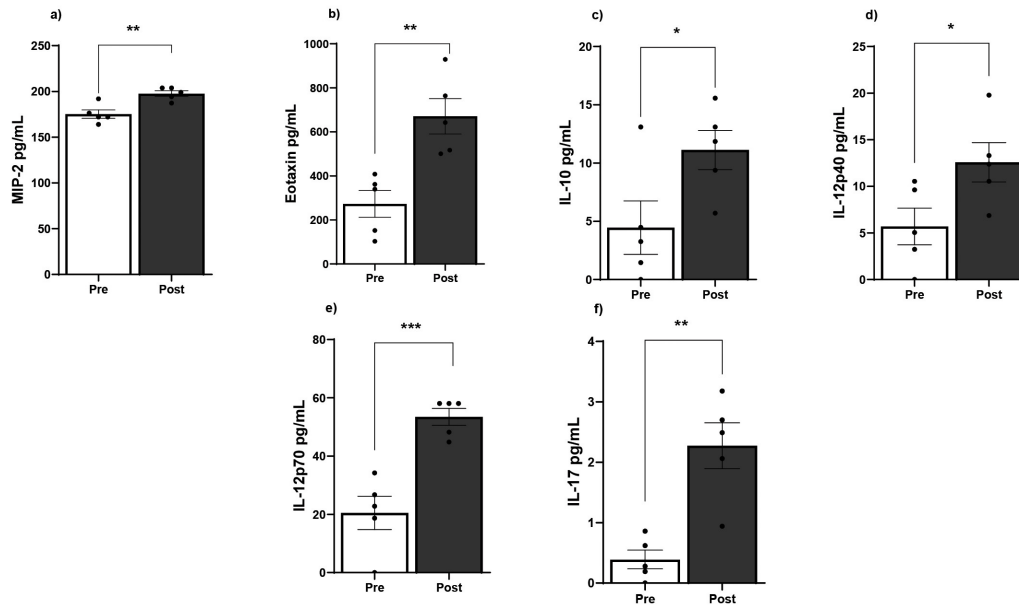 a)
**
MIP-2 pg/mL
250
200
150
100
50
0
Pre Post
b)
**
Eotaxin pg/mL
1000
800
600
400
200
0
Pre Post
c)
*
IL-10 pg/mL
20
15
10
5
0
Pre Post
d)
*
IL-12p40 pg/mL
25
20
15
10
5
0
Pre Post
e)
***
IL-12p70 pg/mL
80
60
40
20
0
Pre Post
f)
**
IL-17 pg/mL
4
3
2
1
0
Pre Post